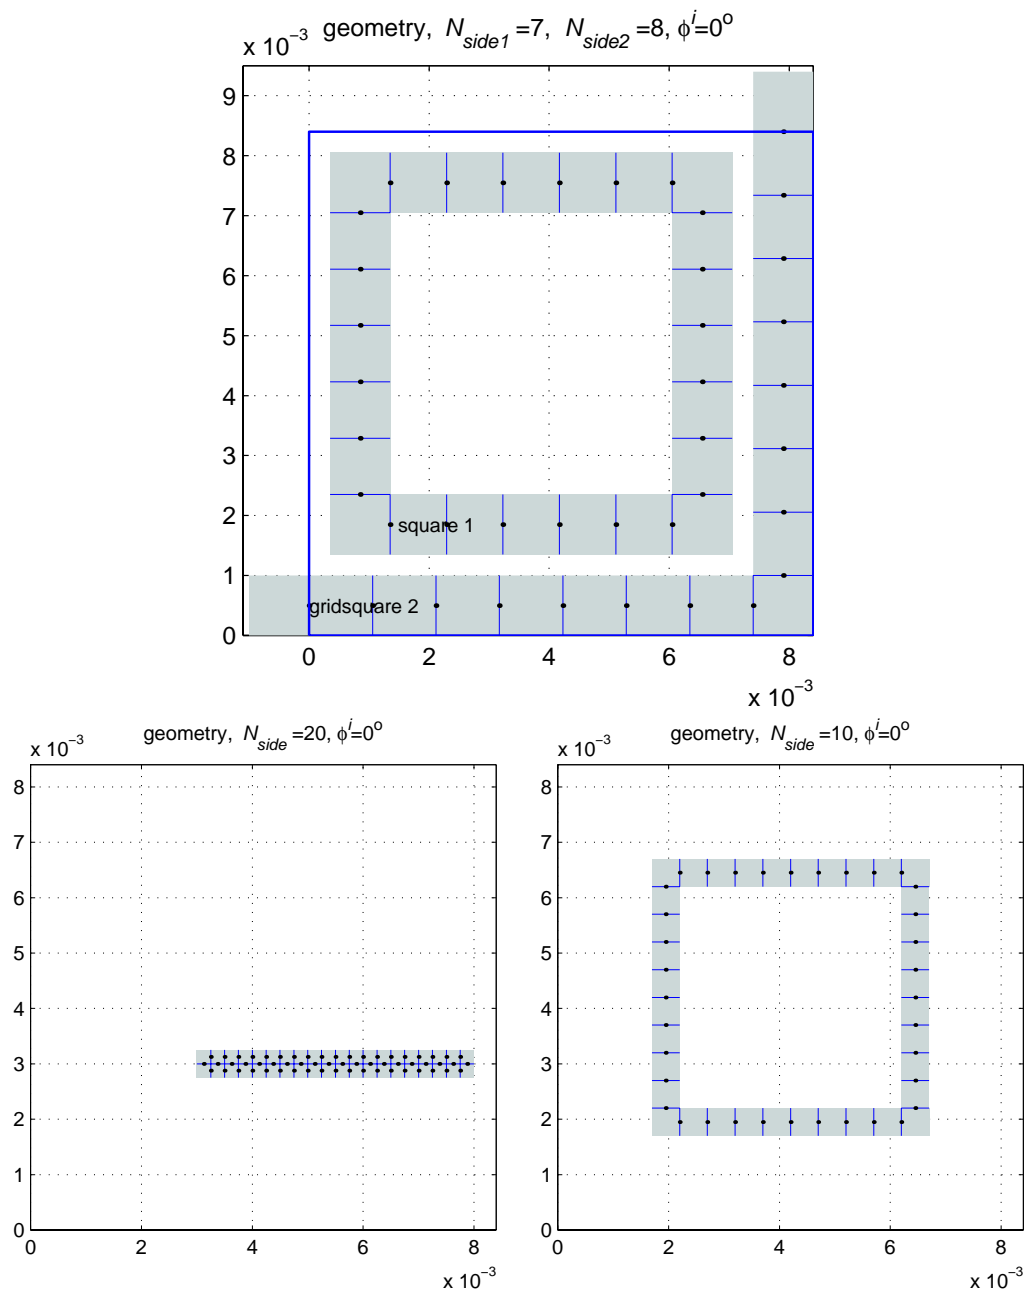 geometry, N_side1 =7, N_side2 =8, ϕ^i=0^o
x 10^−3
9
8
7
6
5
4
3
2
1
0
square 1
gridsquare 2
0 2 4 6 8
x 10^−3
geometry, N_side =20, ϕ^i=0^o
x 10^−3
8
7
6
5
4
3
2
1
0
0 2 4 6 8
x 10^−3
geometry, N_side =10, ϕ^i=0^o
x 10^−3
8
7
6
5
4
3
2
1
0
0 2 4 6 8
x 10^−3